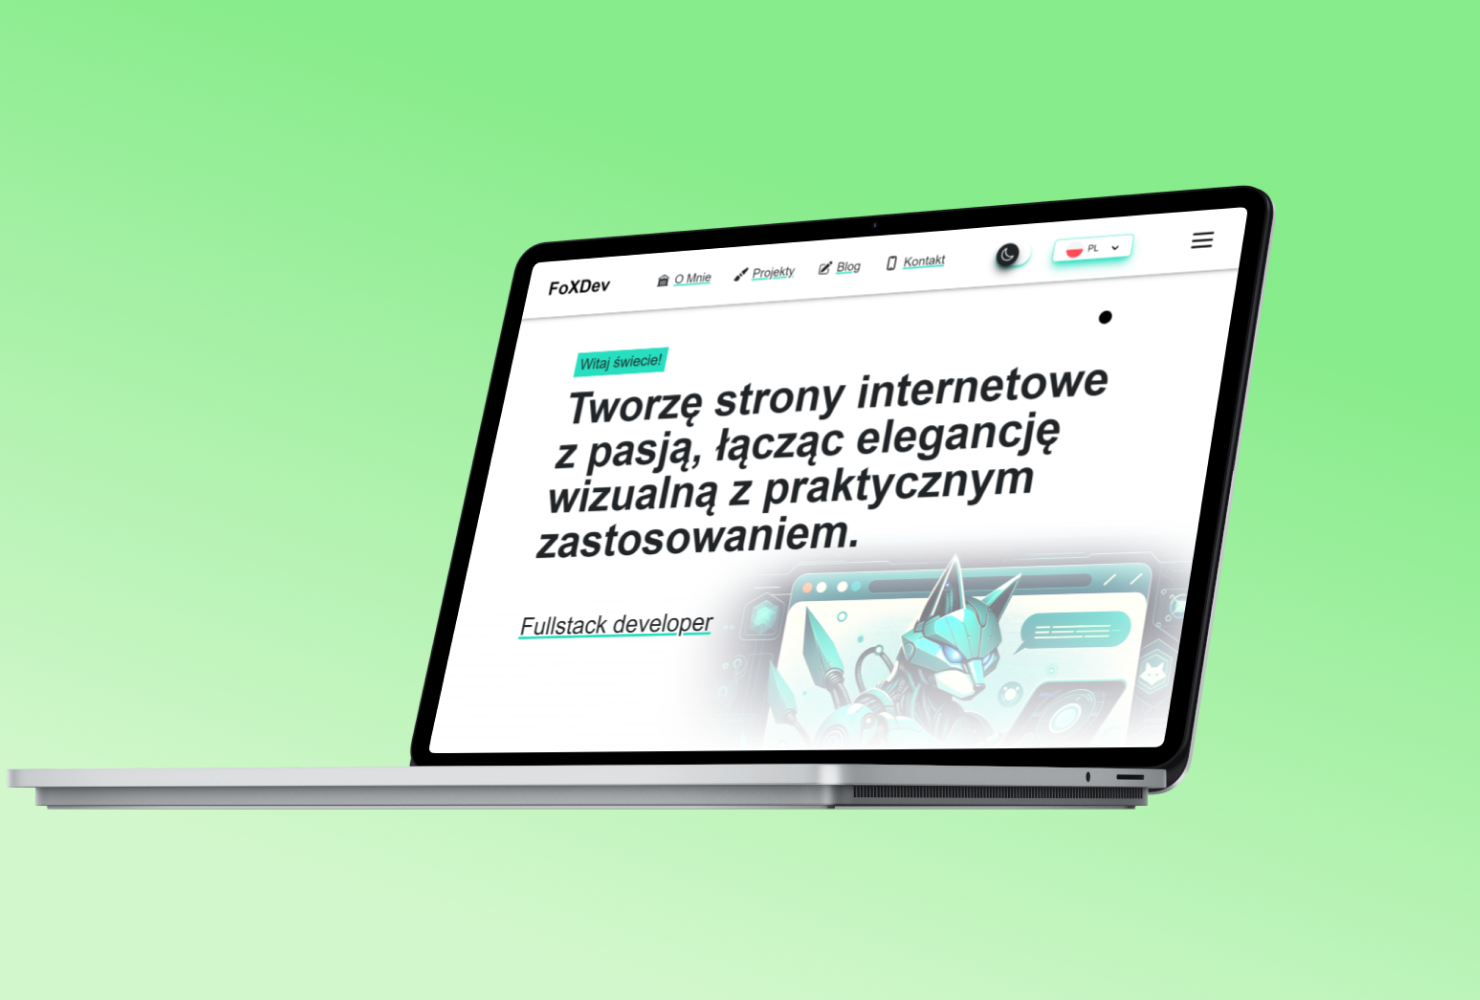 FoXDev
O Mnie
Projekty
Blog
Kontakt
PL
Witaj świecie!
Tworzę strony internetowe
z pasją, łącząc elegancję
wizualną z praktycznym
zastosowaniem.
Fullstack developer